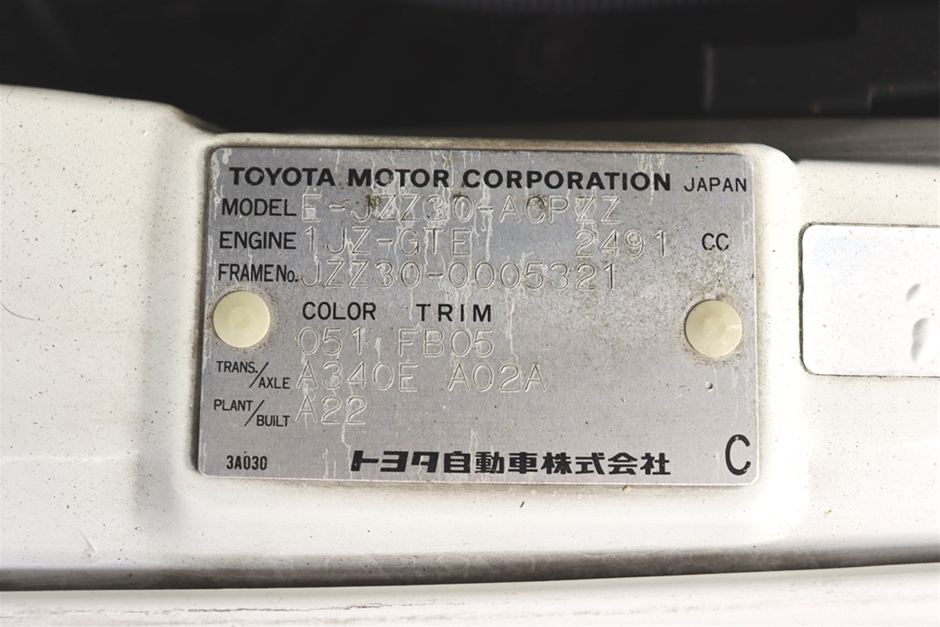 TOYOTA MOTOR CORPORATION JAPAN
MODEL E-JZZ30-ACPZZ
ENGINE 1JZ-GTE 2491 CC
FRAME No. JZZ30-0005321
COLOR TRIM
051 FB05
TRANS./AXLE A340E A02A
PLANT/BUILT A22
3A030 トヨタ自動車株式会社 C